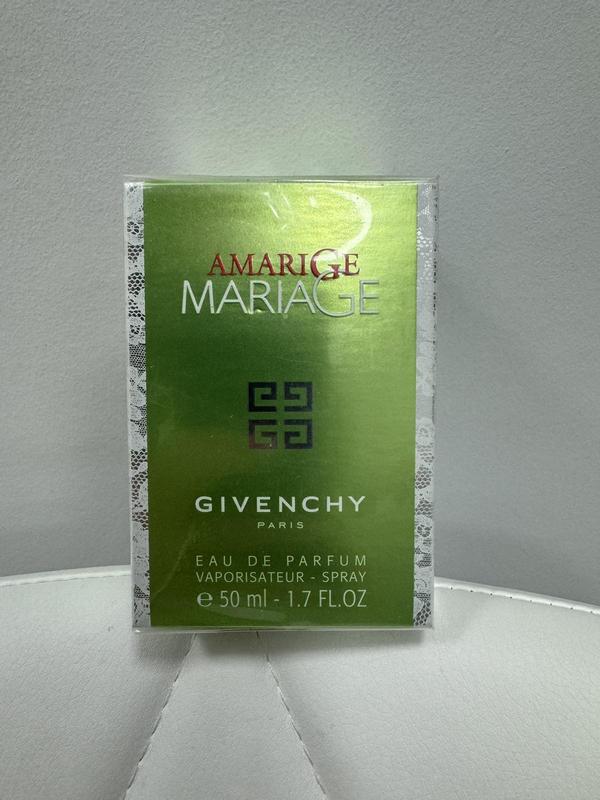 AMARIGE
MARIAGE
GIVENCHY
PARIS
EAU DE PARFUM
VAPORISATEUR - SPRAY
℮ 50 ml - 1.7 FL.OZ